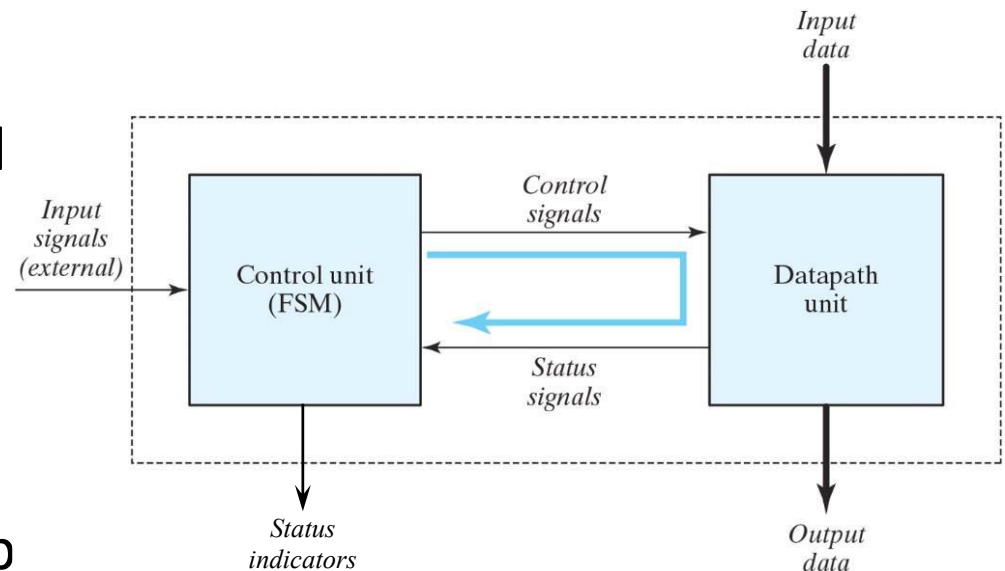 Input
data
Input
signals
(external)
Control
signals
Control unit
(FSM)
Datapath
unit
Status
signals
Status
indicators
Output
data